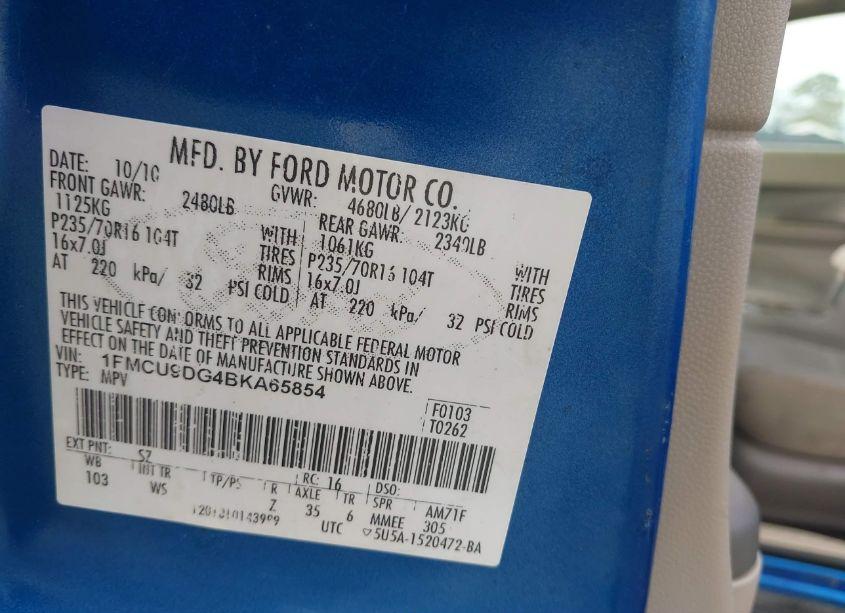 MFD. BY FORD MOTOR CO.
DATE: 10/10 GVWR: 4680LB/ 2123KG
FRONT GAWR: 2480LB REAR GAWR: 2340LB
1125KG WITH 1061KG WITH
P235/70R16 104T TIRES P235/70R16 104T TIRES
16x7.0J RIMS 16x7.0J RIMS
AT 220 kPa/ 32 PSI COLD AT 220 kPa/ 32 PSI COLD
THIS VEHICLE CONFORMS TO ALL APPLICABLE FEDERAL MOTOR
VEHICLE SAFETY AND THEFT PREVENTION STANDARDS IN
EFFECT ON THE DATE OF MANUFACTURE SHOWN ABOVE.
VIN: 1FMCU9DG4BKA65854
TYPE: MPV
F0103
T0262
EXT PNT: SZ RC: 16 DSO:
WB INT TR TP/PS R AXLE TR SPR AM71F
103 WS Z 35 6 MMEE 305
UTC ▽5U5A-1520472-BA